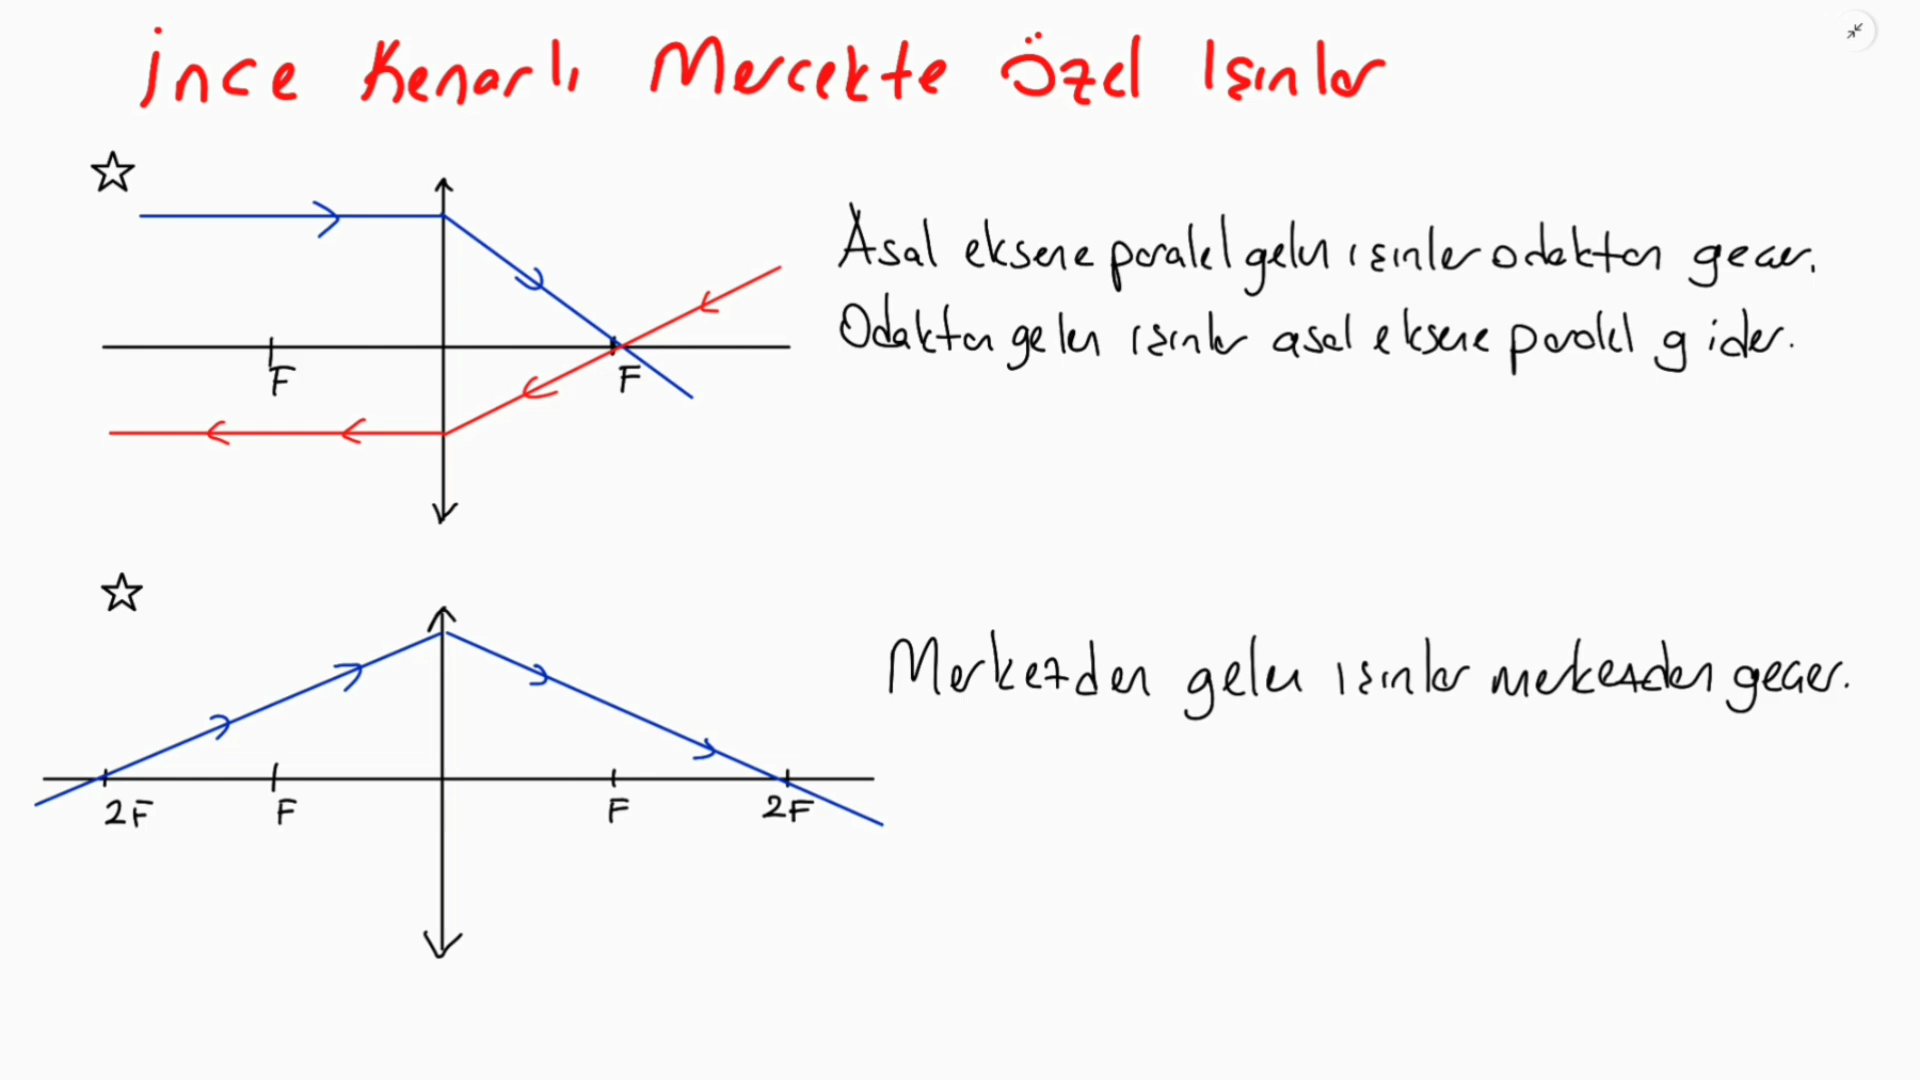 İnce Kenarlı Mercekte Özel Işınlar
Asal eksene paralel gelen ışınler odaktan geçer.
Odaktan gelen ışınlar asal eksene paralel gider.
F
F
Merkezden gelen ışınlar merkezden geçer.
2F
F
F
2F